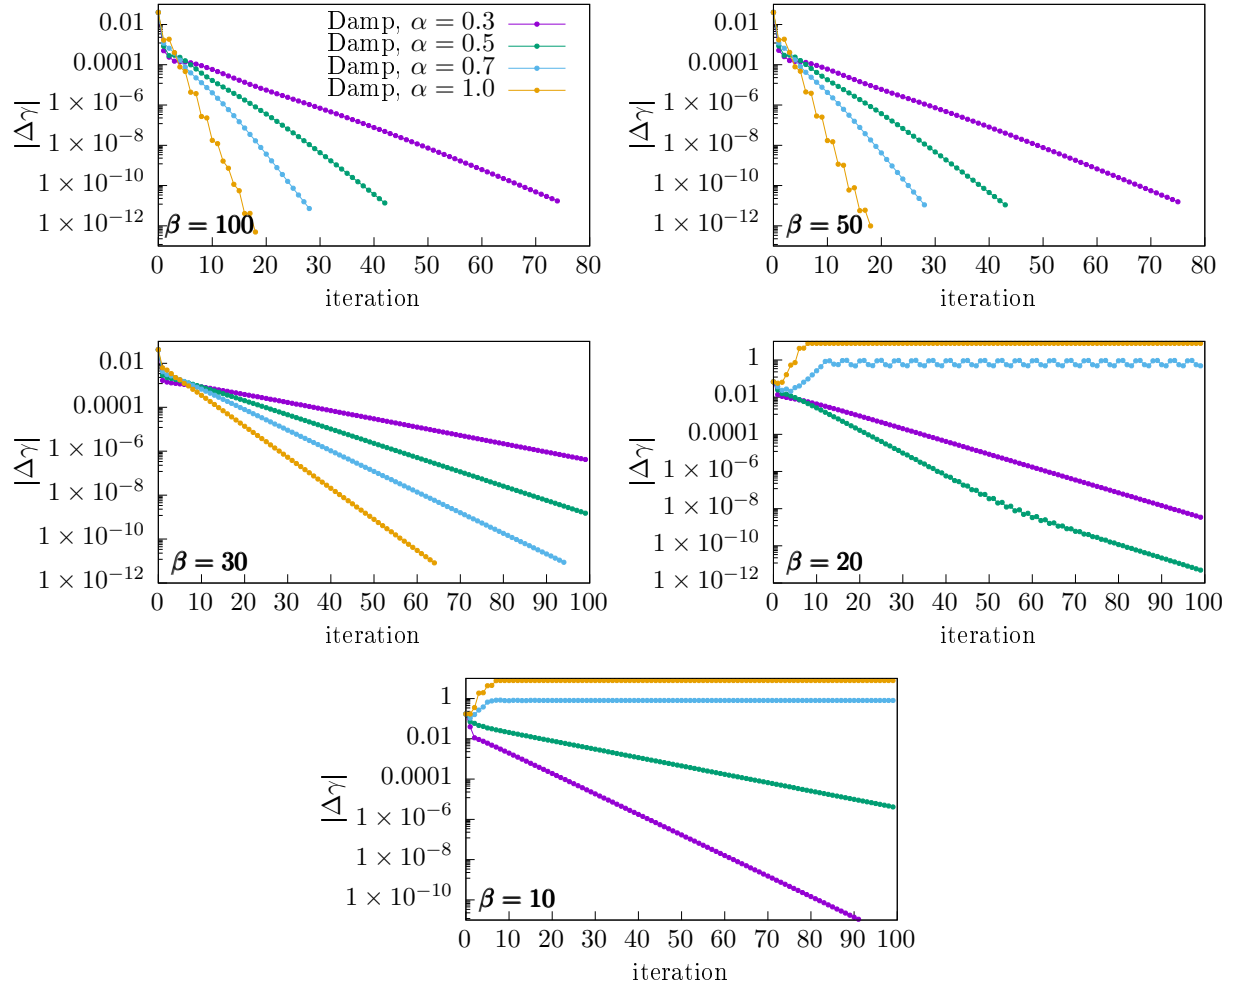 0.01
0.0001
1 × 10⁻⁶
1 × 10⁻⁸
1 × 10⁻¹⁰
1 × 10⁻¹²
|Δγ|
Damp, α = 0.3
Damp, α = 0.5
Damp, α = 0.7
Damp, α = 1.0
β = 100
0 10 20 30 40 50 60 70 80
iteration
0.01
0.0001
1 × 10⁻⁶
1 × 10⁻⁸
1 × 10⁻¹⁰
1 × 10⁻¹²
|Δγ|
β = 50
0 10 20 30 40 50 60 70 80
iteration
0.01
0.0001
1 × 10⁻⁶
1 × 10⁻⁸
1 × 10⁻¹⁰
1 × 10⁻¹²
|Δγ|
β = 30
0 10 20 30 40 50 60 70 80 90 100
iteration
1
0.01
0.0001
1 × 10⁻⁶
1 × 10⁻⁸
1 × 10⁻¹⁰
1 × 10⁻¹²
|Δγ|
β = 20
0 10 20 30 40 50 60 70 80 90 100
iteration
1
0.01
0.0001
1 × 10⁻⁶
1 × 10⁻⁸
1 × 10⁻¹⁰
|Δγ|
β = 10
0 10 20 30 40 50 60 70 80 90 100
iteration